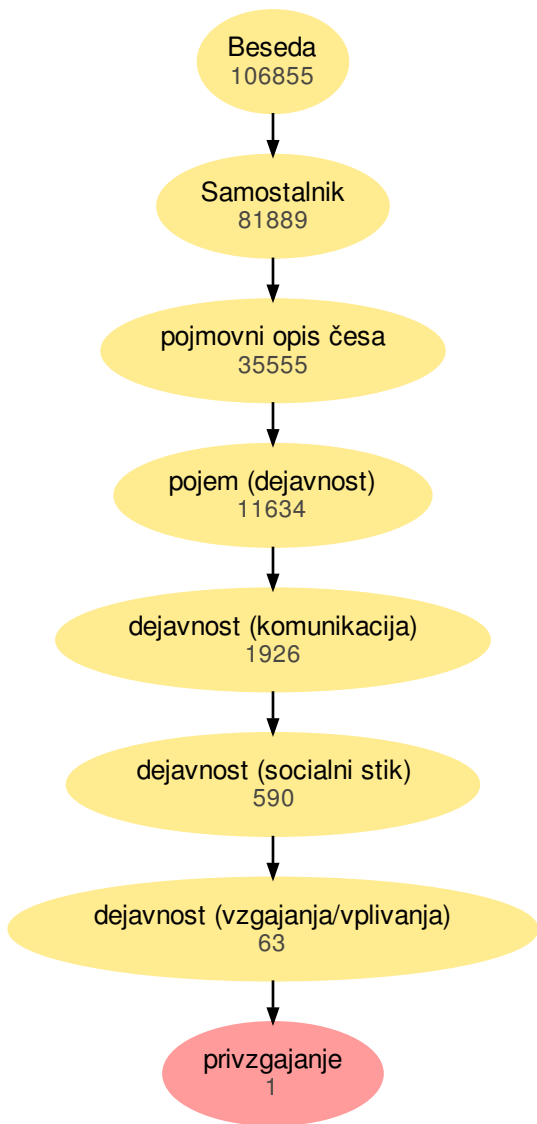 Beseda
106855
Samostalnik
81889
pojmovni opis česa
35555
pojem (dejavnost)
11634
dejavnost (komunikacija)
1926
dejavnost (socialni stik)
590
dejavnost (vzgajanja/vplivanja)
63
privzgajanje
1